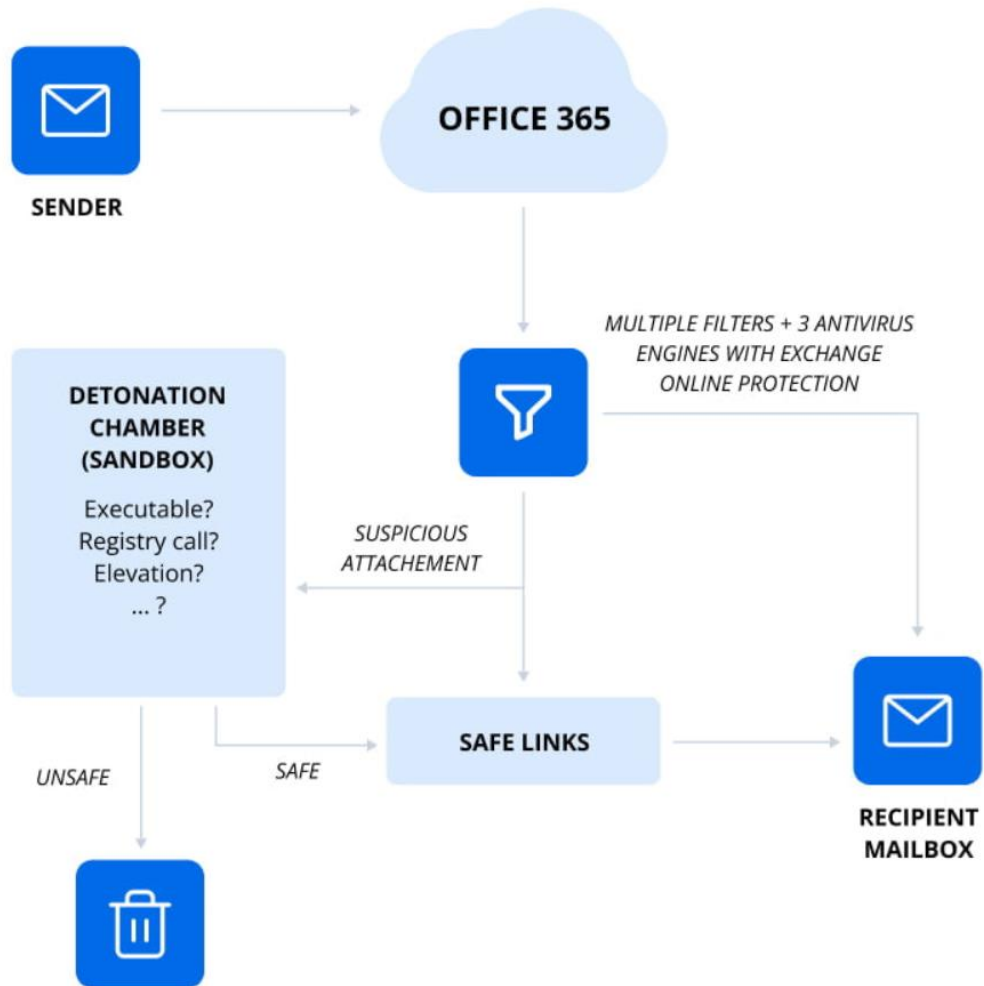 OFFICE 365
SENDER
MULTIPLE FILTERS + 3 ANTIVIRUS
ENGINES WITH EXCHANGE
ONLINE PROTECTION
DETONATION
CHAMBER
(SANDBOX)
Executable?
Registry call?
Elevation?
... ?
SUSPICIOUS
ATTACHEMENT
SAFE LINKS
UNSAFE
SAFE
RECIPIENT
MAILBOX